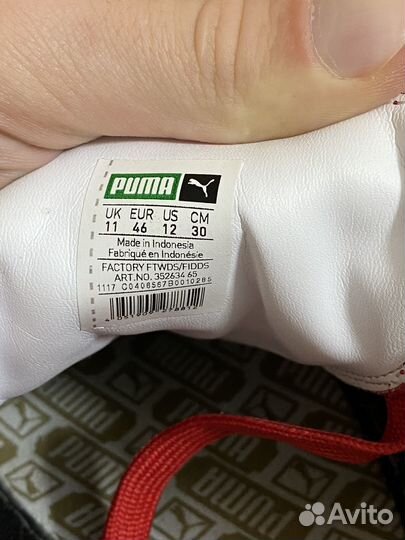 PUMA
UK EUR US CM
11 46 12 30
Made in Indonesia
Fabriqué en Indonésie
FACTORY FTWDS/FIDDS
ART.NO. 352634 65
1117 C0408567B0010285
PUMA
Avito